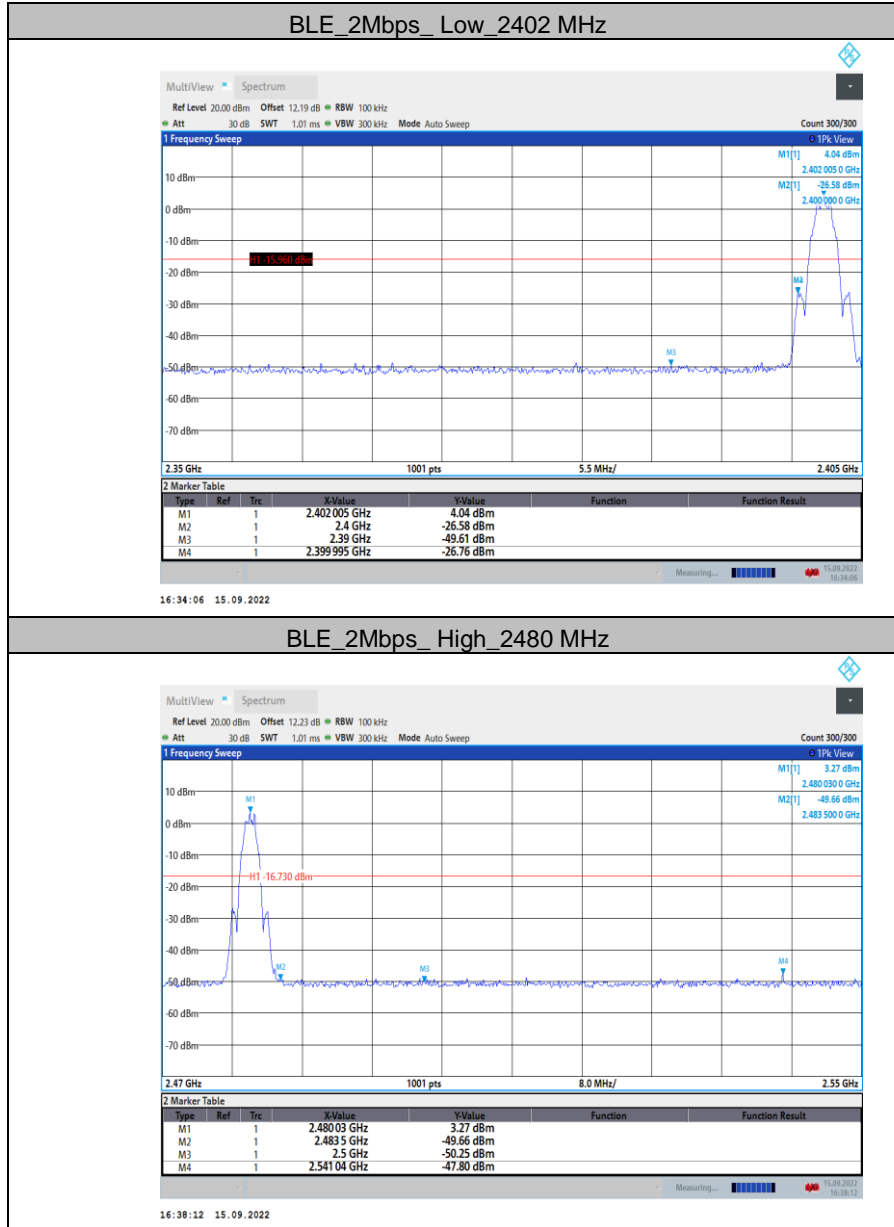 BLE_2Mbps_ Low_2402 MHz
MultiView Spectrum
Ref Level 20.00 dBm Offset 12.19 dB RBW 100 kHz
Att 30 dB SWT 1.01 ms VBW 300 kHz Mode Auto Sweep Count 300/300
1 Frequency Sweep 1Pk View
M1[1] 4.04 dBm
2.402 005 0 GHz
10 dBm M2[1] -26.58 dBm
2.400 000 0 GHz
0 dBm
-10 dBm
H1 -15.960 dBm
-20 dBm
M4
-30 dBm
-40 dBm
M3
-50 dBm
-60 dBm
-70 dBm
2.35 GHz 1001 pts 5.5 MHz/ 2.405 GHz
2 Marker Table
Type Ref Trc X-Value Y-Value Function Function Result
M1 1 2.402 005 GHz 4.04 dBm
M2 1 2.4 GHz -26.58 dBm
M3 1 2.39 GHz -49.61 dBm
M4 1 2.399 995 GHz -26.76 dBm
Measuring... 15.09.2022
16:34:06
16:34:06 15.09.2022
BLE_2Mbps_ High_2480 MHz
MultiView Spectrum
Ref Level 20.00 dBm Offset 12.23 dB RBW 100 kHz
Att 30 dB SWT 1.01 ms VBW 300 kHz Mode Auto Sweep Count 300/300
1 Frequency Sweep 1Pk View
M1[1] 3.27 dBm
2.480 030 0 GHz
10 dBm M1 M2[1] -49.66 dBm
2.483 500 0 GHz
0 dBm
-10 dBm
H1 -16.730 dBm
-20 dBm
-30 dBm
-40 dBm
M2 M3 M4
-50 dBm
-60 dBm
-70 dBm
2.47 GHz 1001 pts 8.0 MHz/ 2.55 GHz
2 Marker Table
Type Ref Trc X-Value Y-Value Function Function Result
M1 1 2.480 03 GHz 3.27 dBm
M2 1 2.483 5 GHz -49.66 dBm
M3 1 2.5 GHz -50.25 dBm
M4 1 2.541 04 GHz -47.80 dBm
Measuring... 15.09.2022
16:38:12
16:38:12 15.09.2022